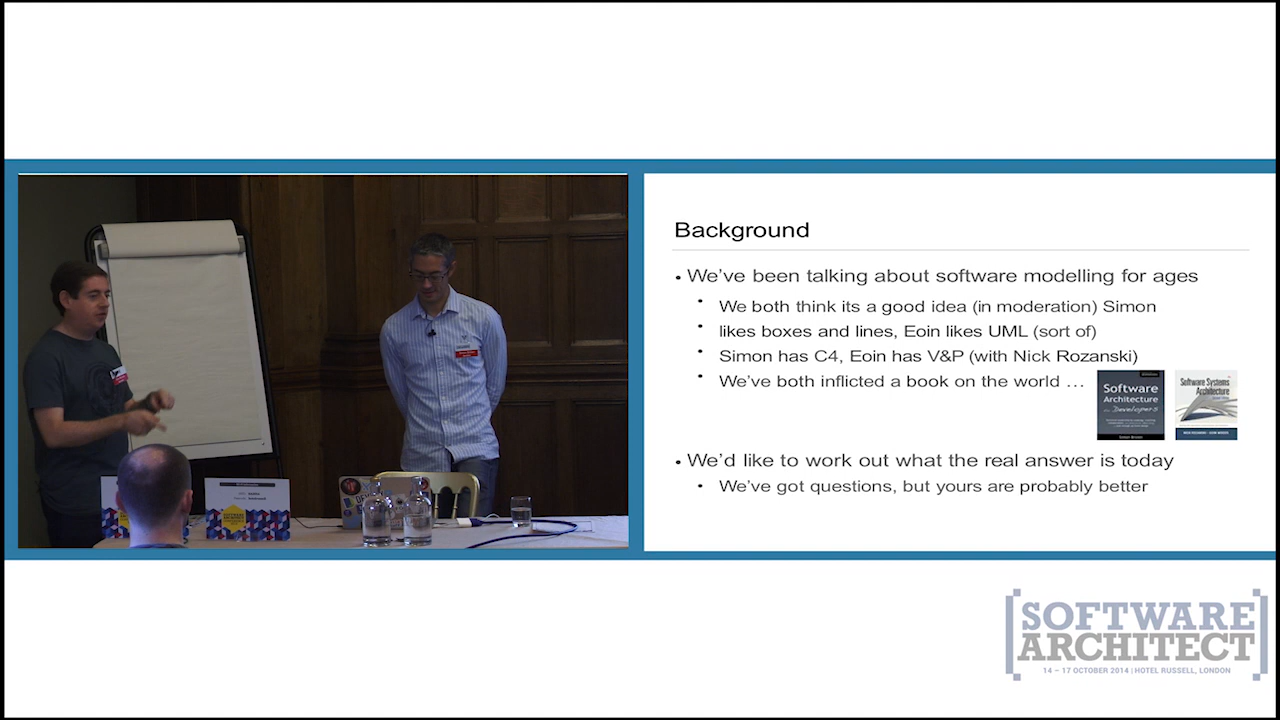 Background
• We've been talking about software modelling for ages
• We both think its a good idea (in moderation) Simon
• likes boxes and lines, Eoin likes UML (sort of)
• Simon has C4, Eoin has V&P (with Nick Rozanski)
• We've both inflicted a book on the world …
Software
Architecture
for Developers
Simon Brown
Software Systems
Architecture
• We'd like to work out what the real answer is today
• We've got questions, but yours are probably better
[SOFTWARE
ARCHITECT]
14 – 17 OCTOBER 2014 | HOTEL RUSSELL, LONDON